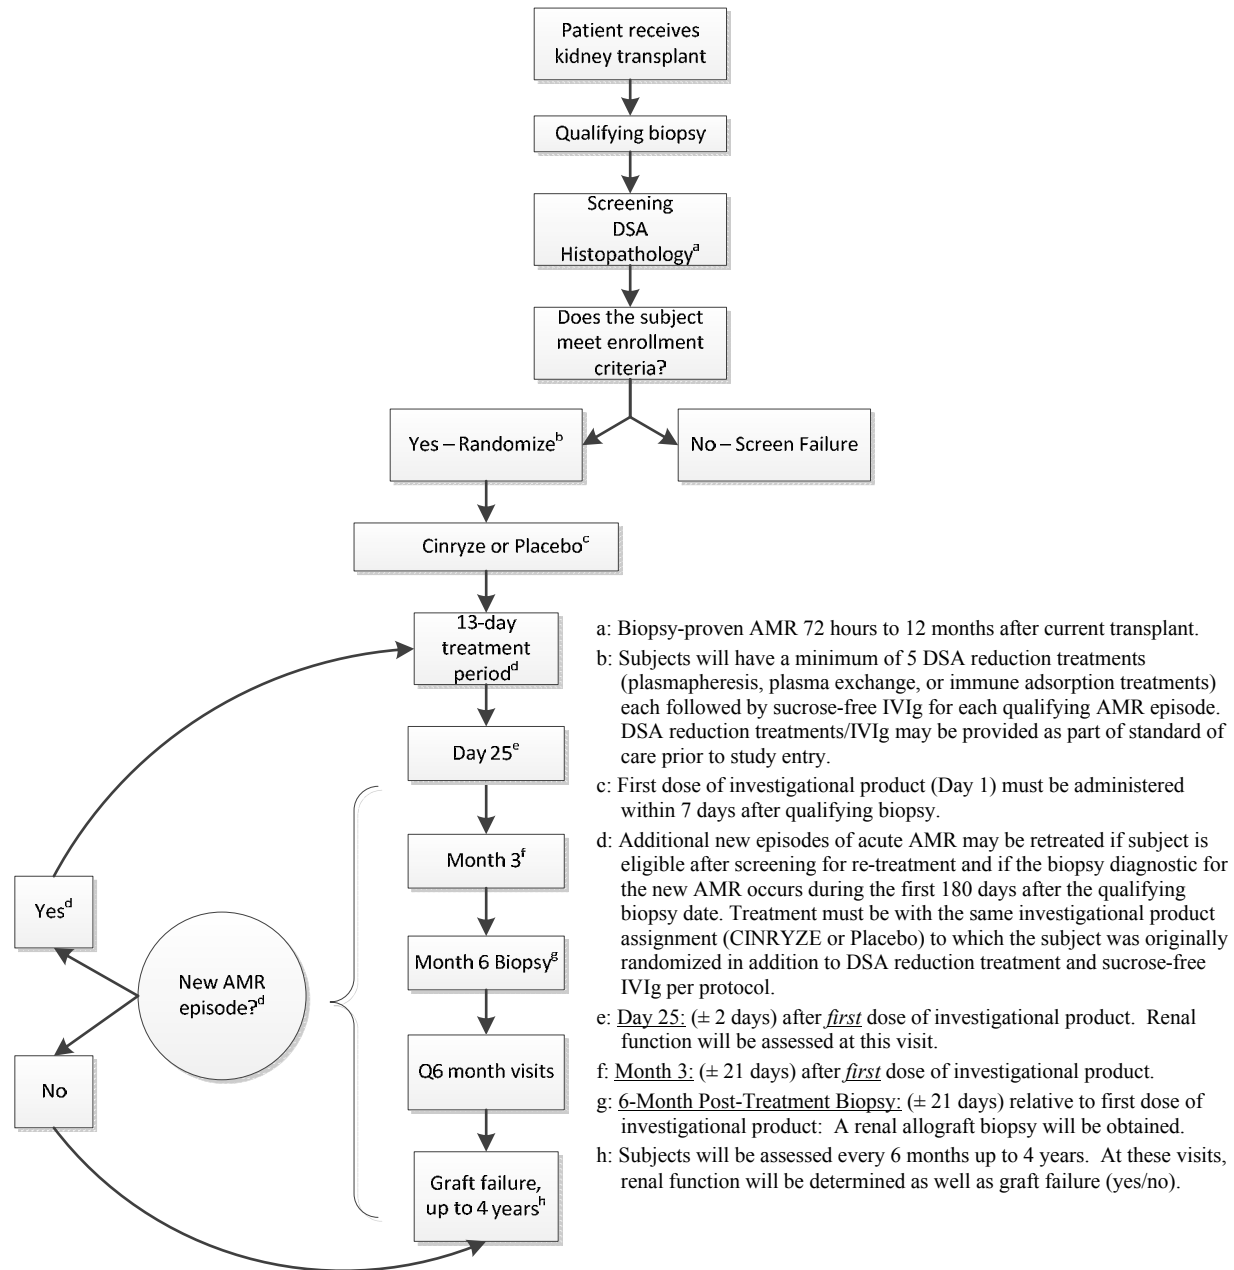 Patient receives
kidney transplant
Qualifying biopsy
Screening
DSA
Histopathologyᵃ
Does the subject
meet enrollment
criteria?
Yes – Randomizeᵇ
No – Screen Failure
Cinryze or Placeboᶜ
13-day
treatment
periodᵈ
Day 25ᵉ
Month 3ᶠ
Month 6 Biopsyᵍ
Q6 month visits
Graft failure,
up to 4 yearsʰ
Yesᵈ
New AMR
episode?ᵈ
No
a: Biopsy-proven AMR 72 hours to 12 months after current transplant.
b: Subjects will have a minimum of 5 DSA reduction treatments
(plasmapheresis, plasma exchange, or immune adsorption treatments)
each followed by sucrose-free IVIg for each qualifying AMR episode.
DSA reduction treatments/IVIg may be provided as part of standard of
care prior to study entry.
c: First dose of investigational product (Day 1) must be administered
within 7 days after qualifying biopsy.
d: Additional new episodes of acute AMR may be retreated if subject is
eligible after screening for re-treatment and if the biopsy diagnostic for
the new AMR occurs during the first 180 days after the qualifying
biopsy date. Treatment must be with the same investigational product
assignment (CINRYZE or Placebo) to which the subject was originally
randomized in addition to DSA reduction treatment and sucrose-free
IVIg per protocol.
e: Day 25: (± 2 days) after first dose of investigational product. Renal
function will be assessed at this visit.
f: Month 3: (± 21 days) after first dose of investigational product.
g: 6-Month Post-Treatment Biopsy: (± 21 days) relative to first dose of
investigational product: A renal allograft biopsy will be obtained.
h: Subjects will be assessed every 6 months up to 4 years. At these visits,
renal function will be determined as well as graft failure (yes/no).